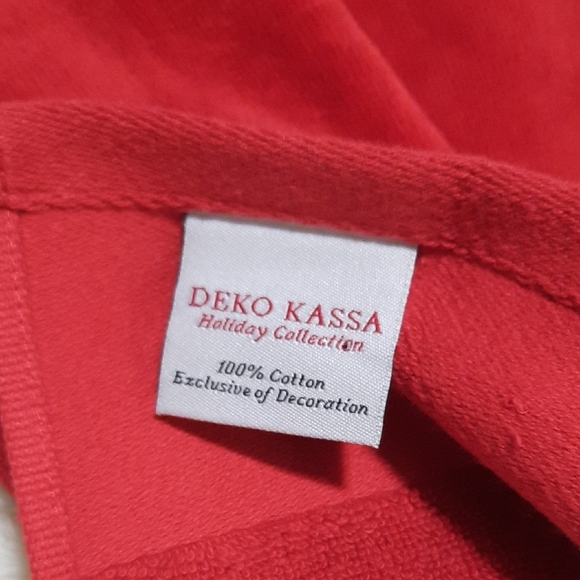 DEKO KASSA
Holiday Collection
100% Cotton
Exclusive of Decoration